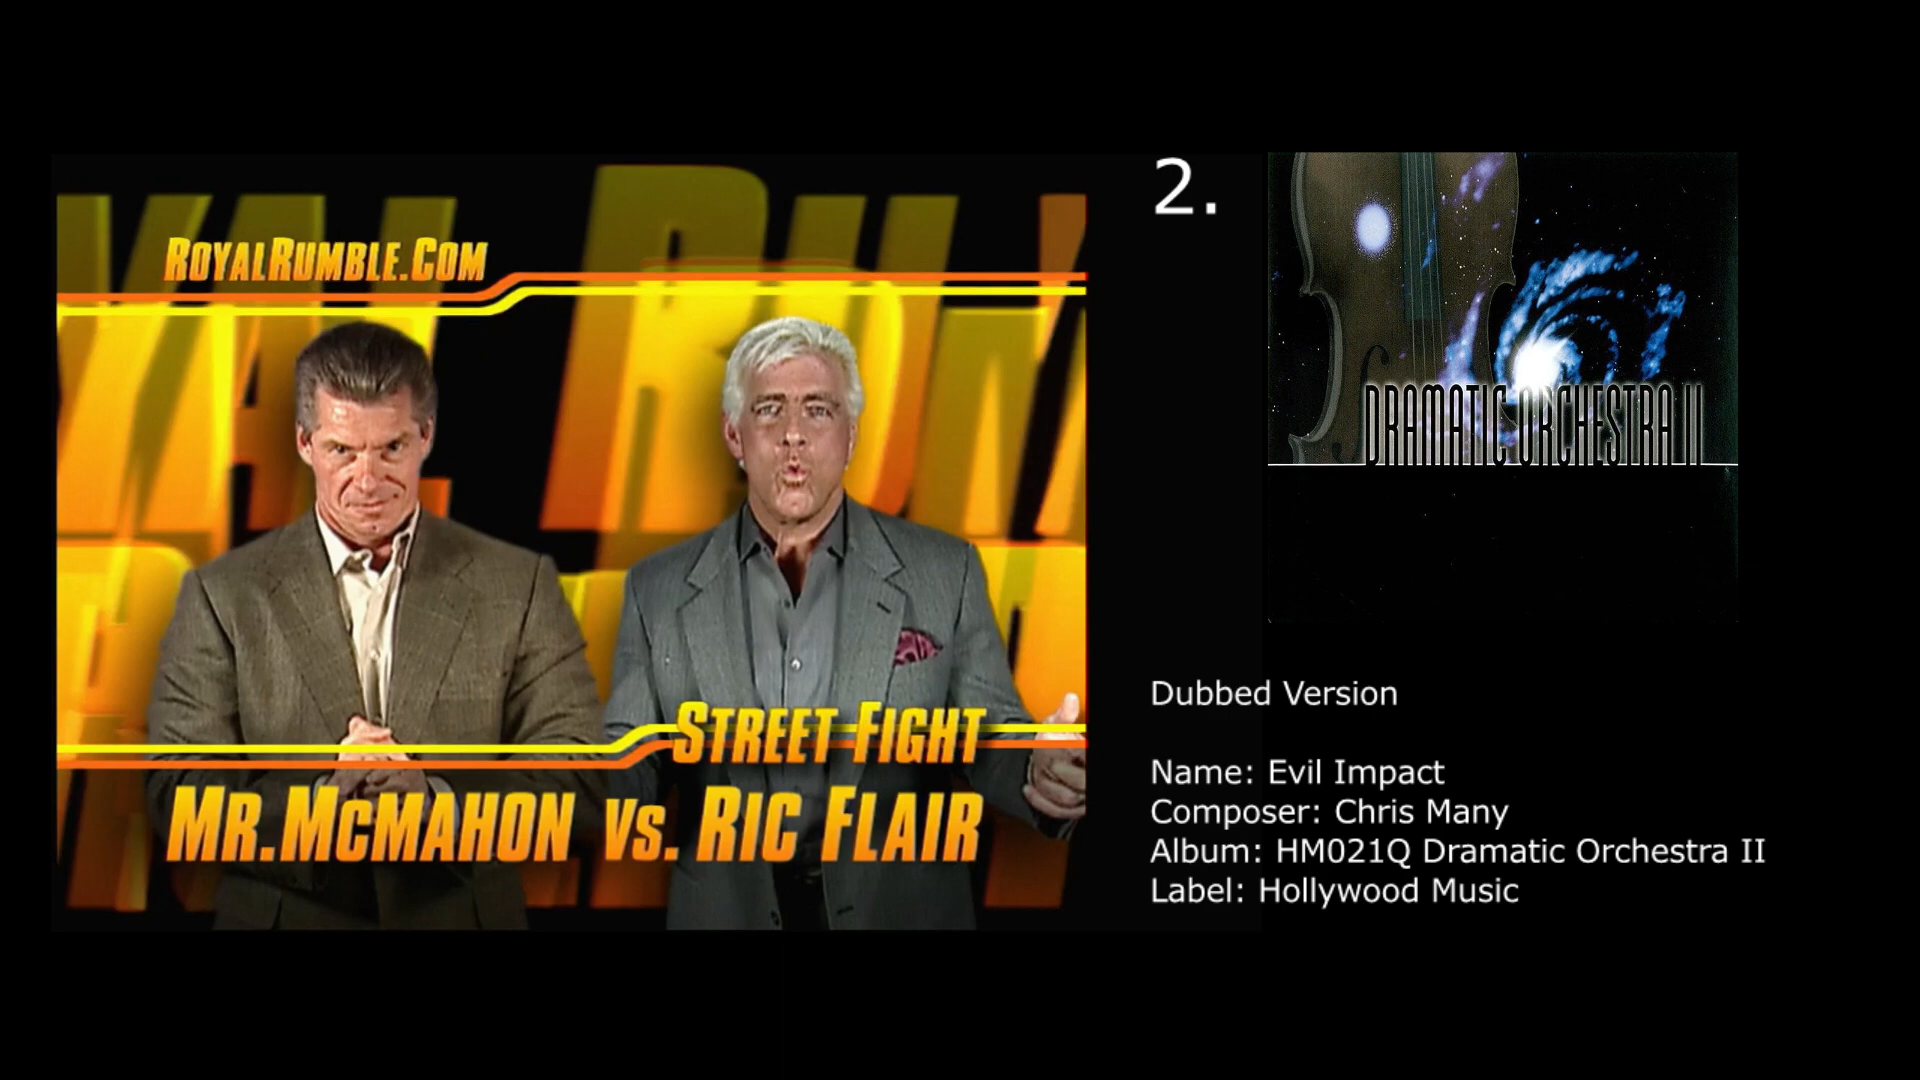 ROYALRUMBLE.COM
STREET FIGHT
MR. MCMAHON VS. RIC FLAIR
2.
DRAMATIC ORCHESTRA II
Dubbed Version
Name: Evil Impact
Composer: Chris Many
Album: HM021Q Dramatic Orchestra II
Label: Hollywood Music